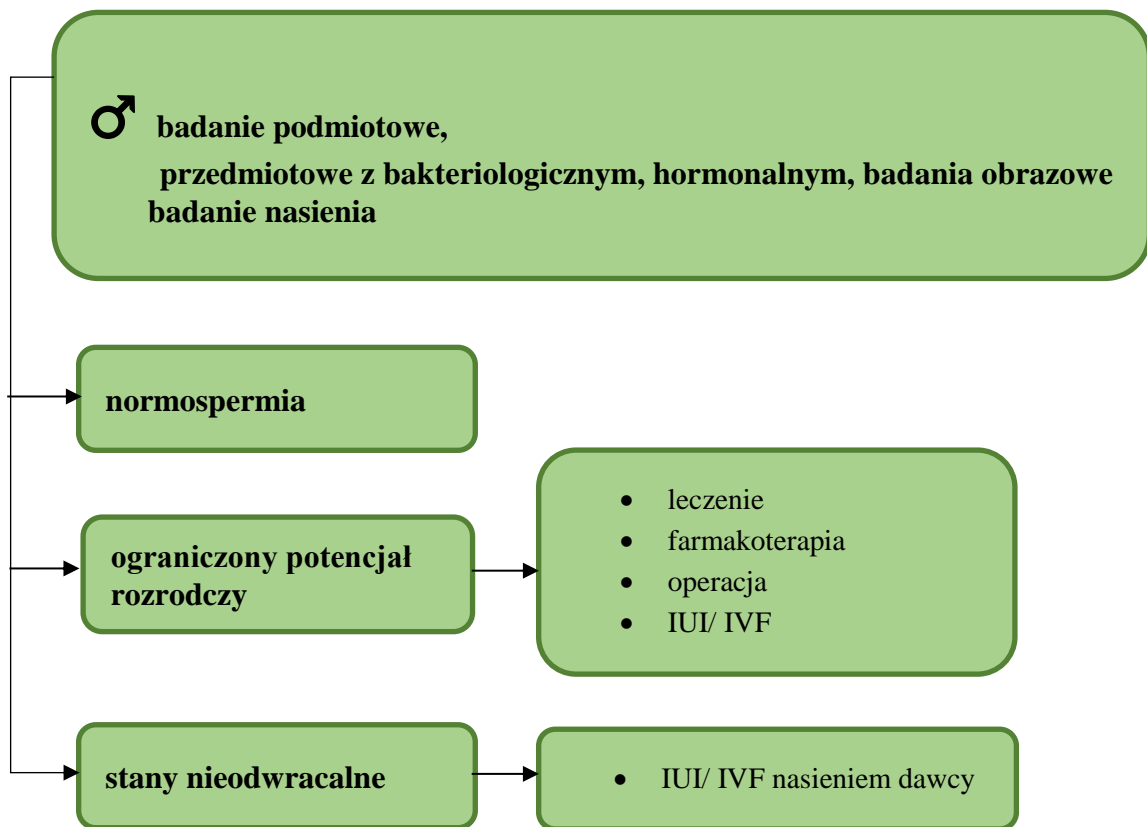 ♂ badanie podmiotowe,
przedmiotowe z bakteriologicznym, hormonalnym, badania obrazowe
badanie nasienia
normospermia
ograniczony potencjał
rozrodczy
• leczenie
• farmakoterapia
• operacja
• IUI/ IVF
stany nieodwracalne
• IUI/ IVF nasieniem dawcy